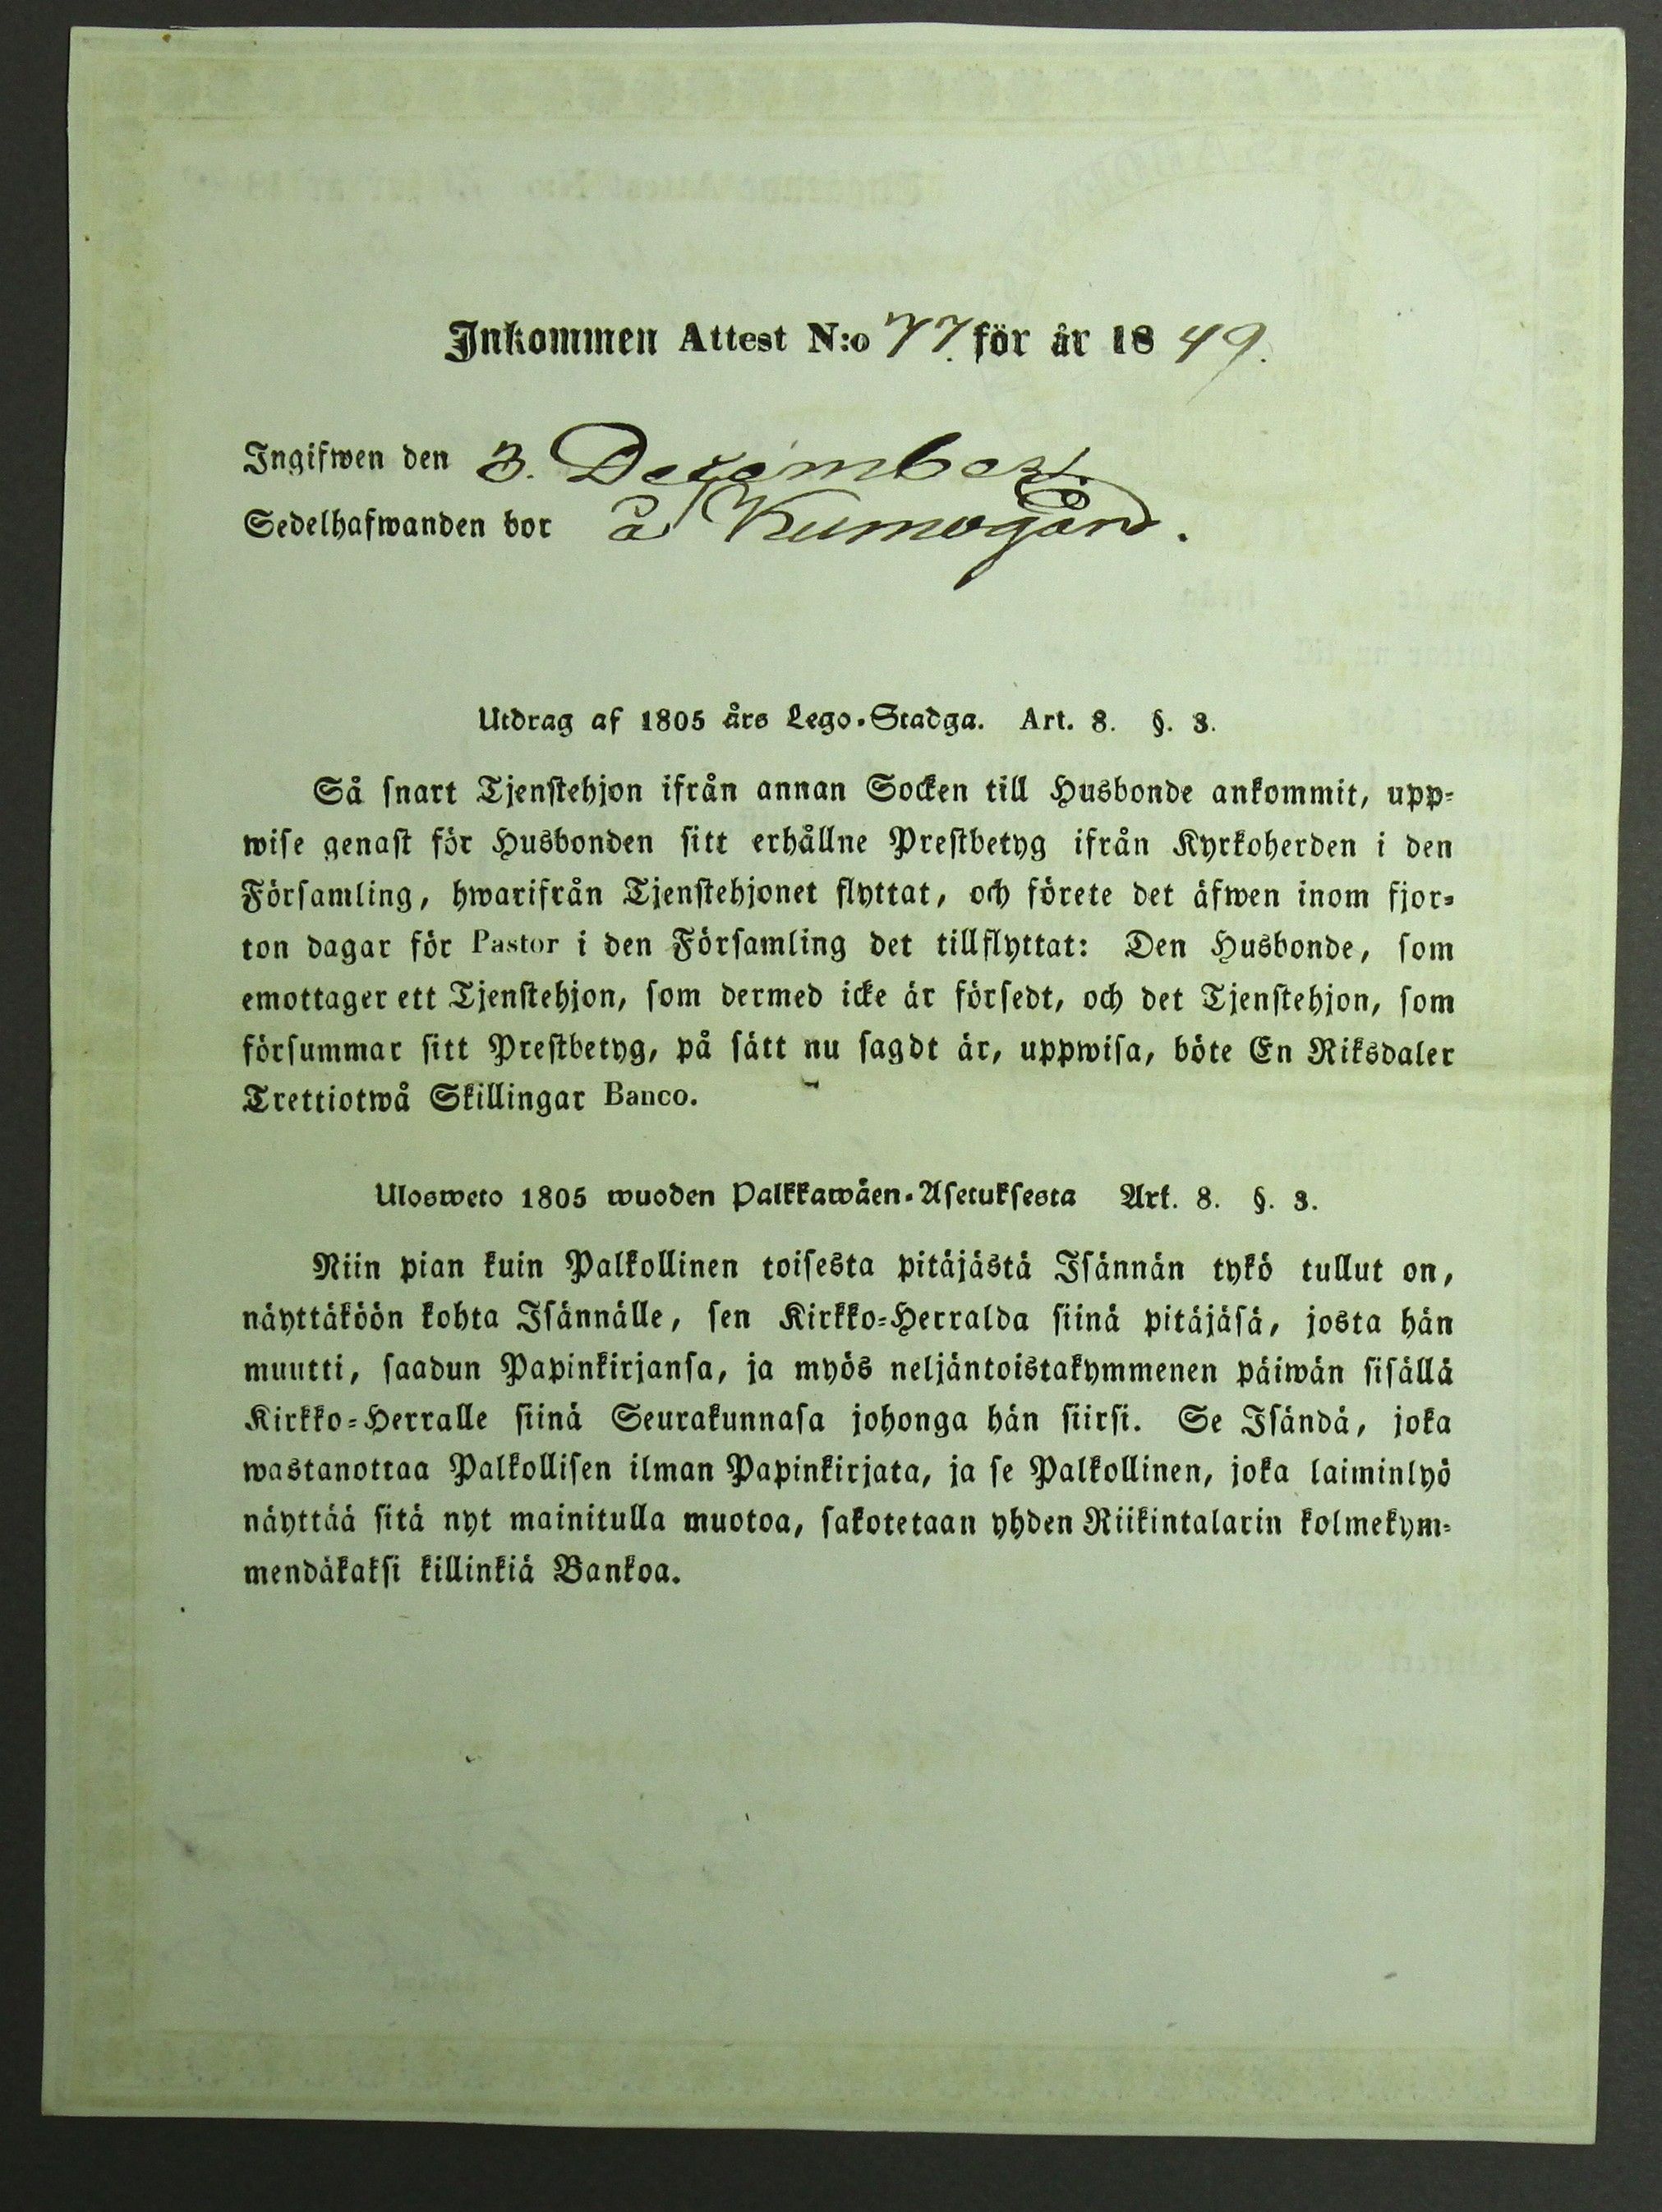 Inkommen Attest N:o 77. för år 1849.
Ingifwen den 3. December.
Sedelhafwanden bor å Kumogård.
Utdrag af 1805 års Lego-Stadga. Art. 8. §. 3.
Så snart Tjenstehjon ifrån annan Socken till Husbonde ankommit, upp-
wise genast för Husbonden sitt erhållne Prestbetyg ifrån Kyrkoherden i den
Församling, hwarifrån Tjenstehjonet flyttat, och förete det äfwen inom fjor-
ton dagar för Pastor i den Församling det tillflyttat: Den Husbonde, som
emottager ett Tjenstehjon, som dermed icke är försedt, och det Tjenstehjon, som
försummar sitt Prestbetyg, på sätt nu sagdt är, uppwisa, böte En Riksdaler
Trettiotwå Skillingar Banco.
Ulosweto 1805 wuoden Palkkawäen-Asetuksesta Art. 8. §. 3.
Niin pian kuin Palkollinen toisesta pitäjästä Isännän tykö tullut on,
näyttäköön kohta Isännälle, sen Kirkko-Herralda siinä pitäjäsä, josta hän
muutti, saadun Papinkirjansa, ja myös neljäntoistakymmenen päiwän sisällä
Kirkko-Herralle siinä Seurakunnasa johonga hän siirsi. Se Isändä, joka
wastanottaa Palkollisen ilman Papinkirjata, ja se Palkollinen, joka laiminlyö
näyttää sitä nyt mainitulla muotoa, sakotetaan yhden Riikintalarin kolmekym-
mendäkaksi killinkiä Bankoa.